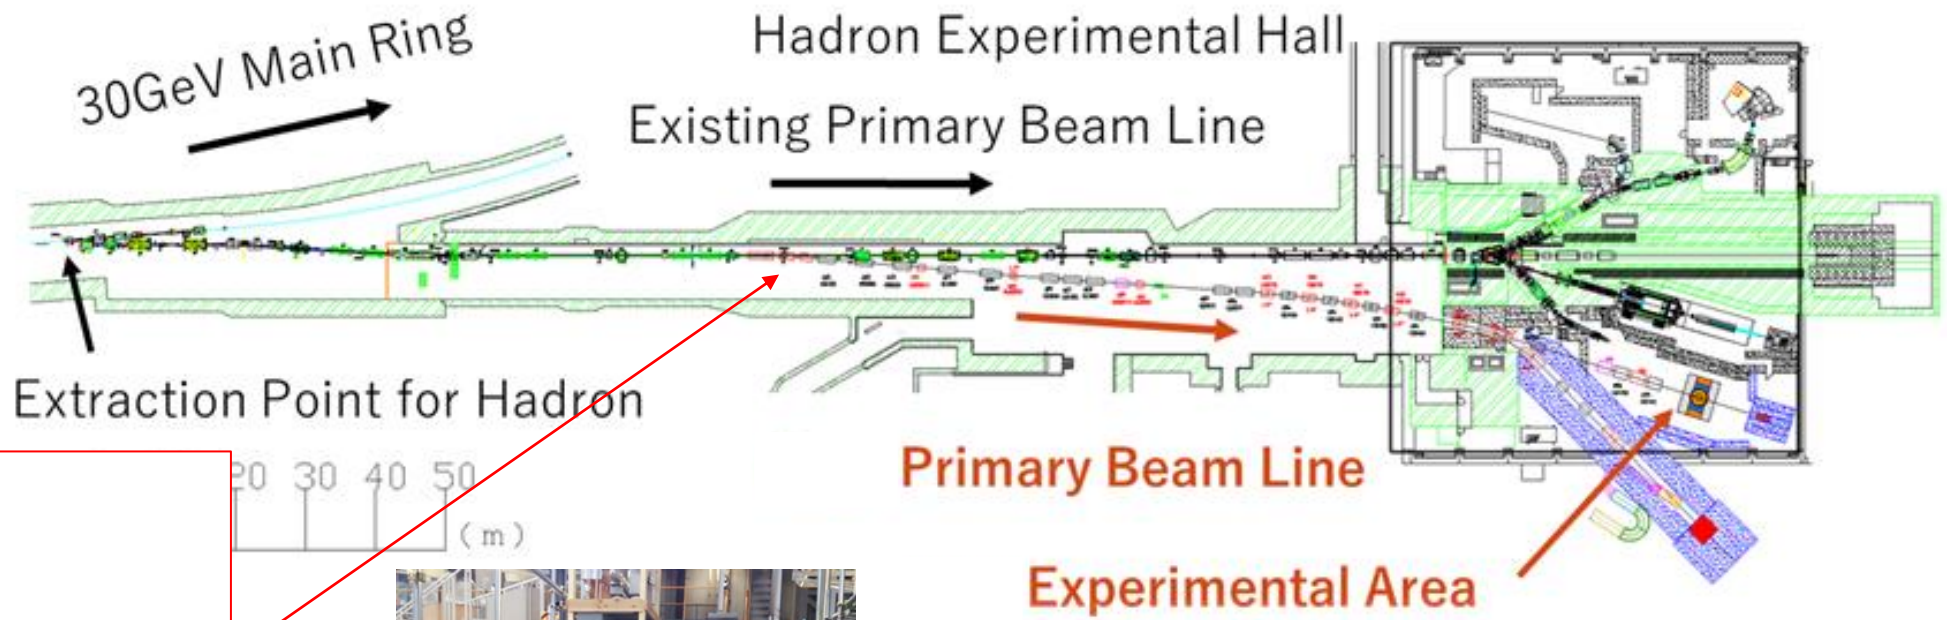 30GeV Main Ring
Hadron Experimental Hall
Existing Primary Beam Line
Extraction Point for Hadron
20 30 40 50
(m)
Primary Beam Line
Experimental Area